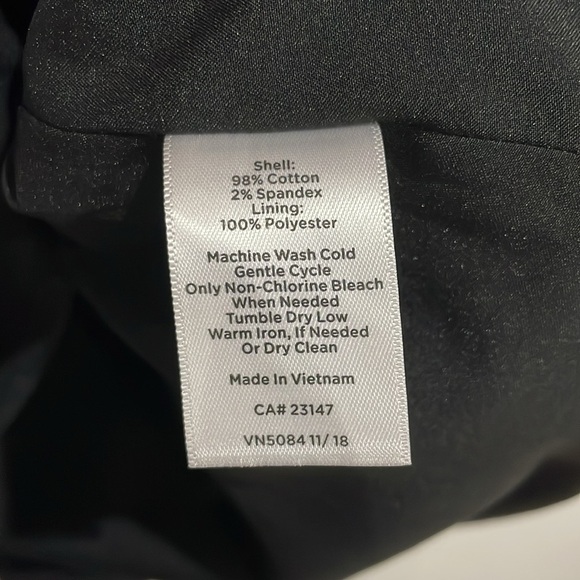 Shell:
98% Cotton
2% Spandex
Lining:
100% Polyester
Machine Wash Cold
Gentle Cycle
Only Non-Chlorine Bleach
When Needed
Tumble Dry Low
Warm Iron, If Needed
Or Dry Clean
Made In Vietnam
CA# 23147
VN5084 11/ 18